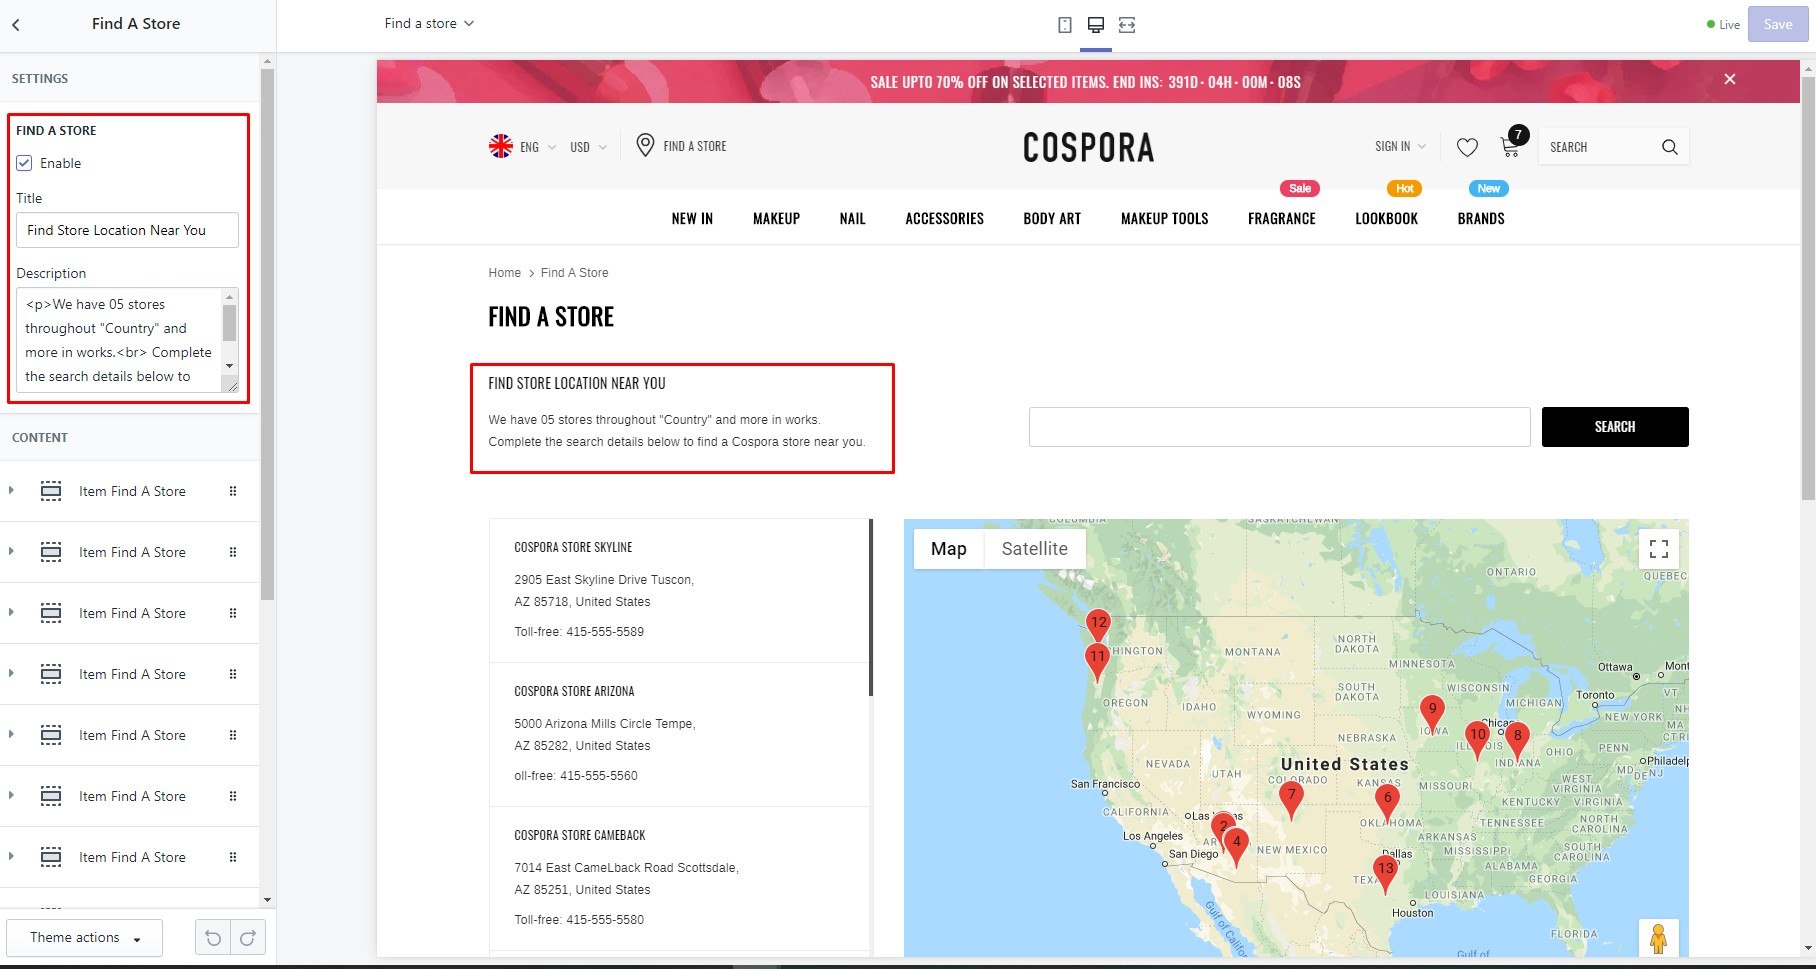 Find A Store
Find a store
Live
Save
SETTINGS
FIND A STORE
Enable
Title
Find Store Location Near You
Description
<p>We have 05 stores
throughout "Country" and
more in works.<br> Complete
the search details below to
CONTENT
Item Find A Store
Item Find A Store
Item Find A Store
Item Find A Store
Item Find A Store
Item Find A Store
Item Find A Store
Theme actions
SALE UPTO 70% OFF ON SELECTED ITEMS. END INS: 391D - 04H - 00M - 08S
ENG
USD
FIND A STORE
COSPORA
SIGN IN
7
SEARCH
Sale
Hot
New
NEW IN
MAKEUP
NAIL
ACCESSORIES
BODY ART
MAKEUP TOOLS
FRAGRANCE
LOOKBOOK
BRANDS
Home > Find A Store
FIND A STORE
FIND STORE LOCATION NEAR YOU
We have 05 stores throughout "Country" and more in works.
Complete the search details below to find a Cospora store near you.
SEARCH
COSPORA STORE SKYLINE
2905 East Skyline Drive Tuscon,
AZ 85718, United States
Toll-free: 415-555-5589
COSPORA STORE ARIZONA
5000 Arizona Mills Circle Tempe,
AZ 85282, United States
oll-free: 415-555-5560
COSPORA STORE CAMEBACK
7014 East CameLback Road Scottsdale,
AZ 85251, United States
Toll-free: 415-555-5580
Map
Satellite
ONTARIO
QUEBEC
12
11
HINGTON
MONTANA
NORTH
DAKOTA
MINNESOTA
Ottawa
Mont
OREGON
IDAHO
SOUTH
DAKOTA
WISCONSIN
MICHIGAN
Toronto
VT
NH
WYOMING
9
NEW YORK
MA
CT RI
IOWA
10
8
NEBRASKA
OHIO
PENN
INDIANA
NEVADA
UTAH
United States
COLORADO
KANSAS
MISSOURI
WEST
VIRGINIA
MD
DE NJ
Philadelp
San Francisco
CALIFORNIA
7
6
KENTUCKY
VIRGINIA
OKLAHOMA
TENNESSEE
NORTH
CAROLINA
Los Angeles
2
4
San Diego
NEW MEXICO
ARKANSAS
MISSISSIPPI
SOUTH
CAROLINA
Dallas
13
ALABAMA
GEORGIA
LOUISIANA
Houston
FLORIDA
Gulf of